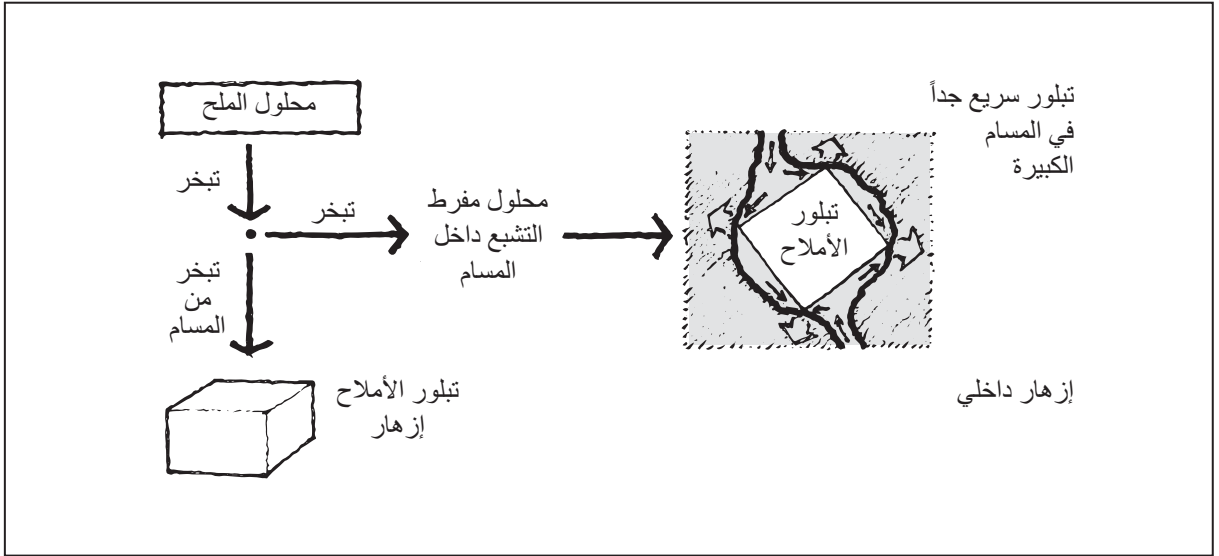 تبلور سريع جداً
في المسام
الكبيرة
محلول الملح
تبخر
تبخر
محلول مفرط
التشبع داخل
المسام
تبلور
الأملاح
تبخر
من
المسام
تبلور الأملاح
إزهار
إزهار داخلي